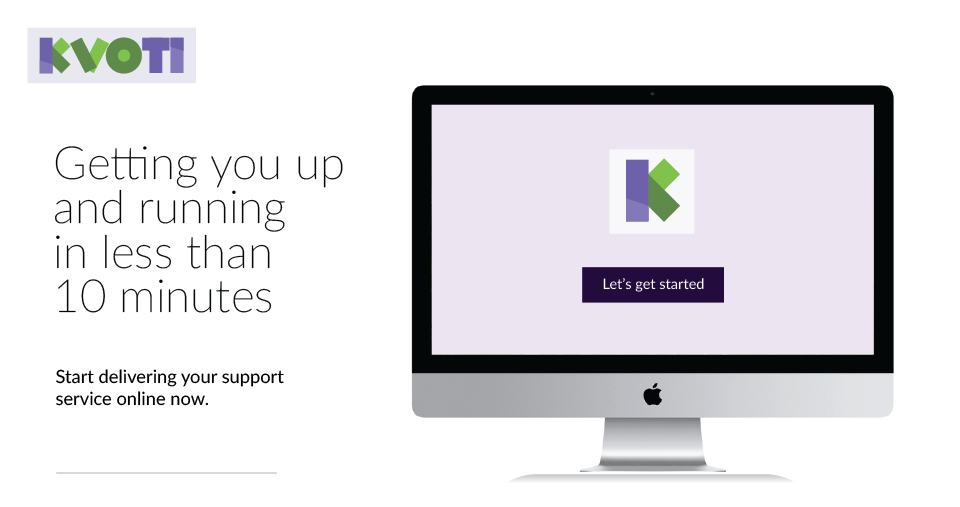 KVOTI
Getting you up
and running
in less than
10 minutes
Start delivering your support
service online now.
K
Let's get started